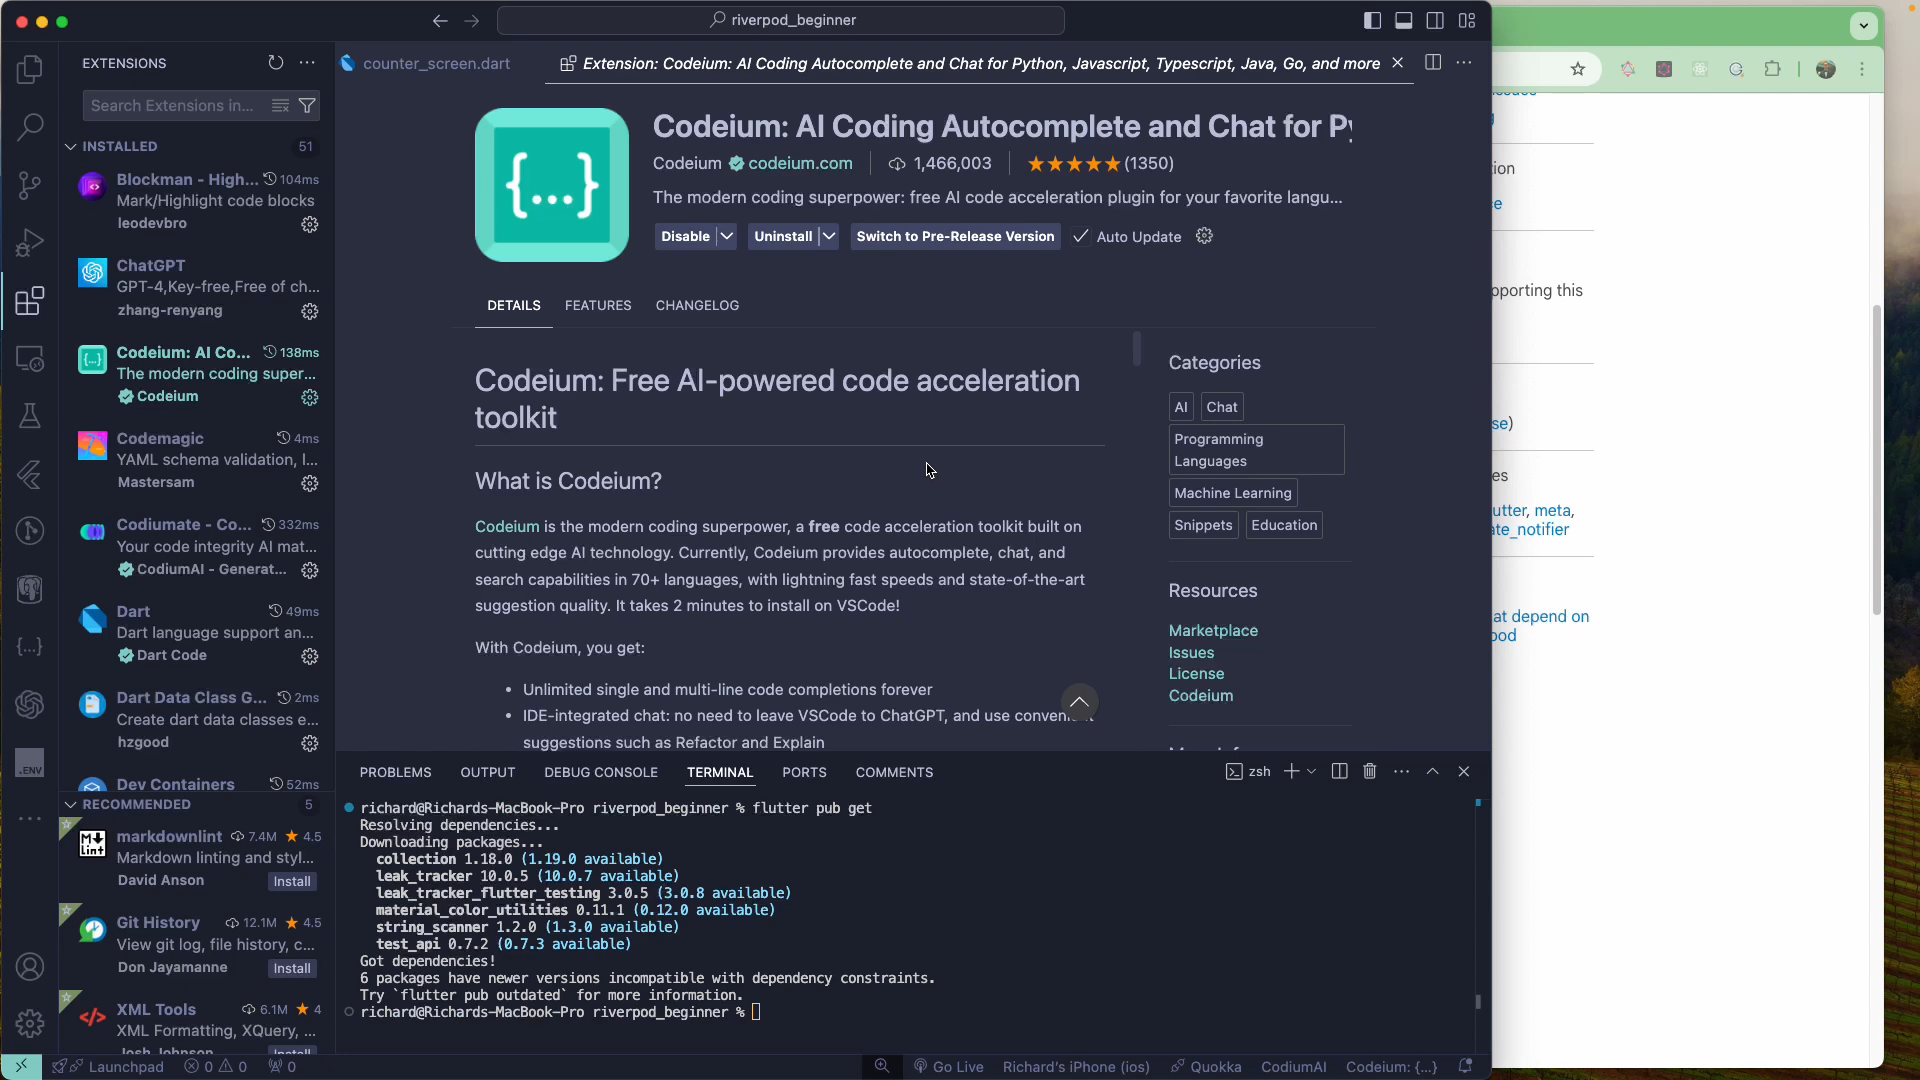 riverpod_beginner
EXTENSIONS
Search Extensions in...
INSTALLED 51
Blockman - High... 104ms
Mark/Highlight code blocks
leodevbro
ChatGPT
GPT-4,Key-free,Free of ch...
zhang-renyang
Codeium: AI Co... 138ms
The modern coding super...
Codeium
Codemagic 4ms
YAML schema validation, I...
Mastersam
Codiumate - Co... 332ms
Your code integrity AI mat...
CodiumAI - Generat...
Dart 49ms
Dart language support an...
Dart Code
Dart Data Class G... 2ms
Create dart data classes e...
hzgood
Dev Containers 52ms
.ENV
RECOMMENDED 5
markdownlint 7.4M 4.5
Markdown linting and styl...
David Anson Install
Git History 12.1M 4.5
View git log, file history, c...
Don Jayamanne Install
XML Tools 6.1M 4
XML Formatting, XQuery, ...
Josh Johnson Install
counter_screen.dart
Extension: Codeium: AI Coding Autocomplete and Chat for Python, Javascript, Typescript, Java, Go, and more
{...}
Codeium: AI Coding Autocomplete and Chat for Py
Codeium codeium.com 1,466,003 (1350)
The modern coding superpower: free AI code acceleration plugin for your favorite langu...
Disable Uninstall Switch to Pre-Release Version Auto Update
DETAILS FEATURES CHANGELOG
Codeium: Free AI-powered code acceleration
toolkit
What is Codeium?
Codeium is the modern coding superpower, a free code acceleration toolkit built on
cutting edge AI technology. Currently, Codeium provides autocomplete, chat, and
search capabilities in 70+ languages, with lightning fast speeds and state-of-the-art
suggestion quality. It takes 2 minutes to install on VSCode!
With Codeium, you get:
• Unlimited single and multi-line code completions forever
• IDE-integrated chat: no need to leave VSCode to ChatGPT, and use convenient
suggestions such as Refactor and Explain
Categories
AI Chat
Programming
Languages
Machine Learning
Snippets Education
Resources
Marketplace
Issues
License
Codeium
PROBLEMS OUTPUT DEBUG CONSOLE TERMINAL PORTS COMMENTS zsh
richard@Richards-MacBook-Pro riverpod_beginner % flutter pub get
Resolving dependencies...
Downloading packages...
collection 1.18.0 (1.19.0 available)
leak_tracker 10.0.5 (10.0.7 available)
leak_tracker_flutter_testing 3.0.5 (3.0.8 available)
material_color_utilities 0.11.1 (0.12.0 available)
string_scanner 1.2.0 (1.3.0 available)
test_api 0.7.2 (0.7.3 available)
Got dependencies!
6 packages have newer versions incompatible with dependency constraints.
Try `flutter pub outdated` for more information.
richard@Richards-MacBook-Pro riverpod_beginner %
Launchpad 0 0 0 Go Live Richard's iPhone (ios) Quokka CodiumAI Codeium: {...}
tion
ce
pporting this
se)
es
utter, meta,
ate_notifier
at depend on
pod